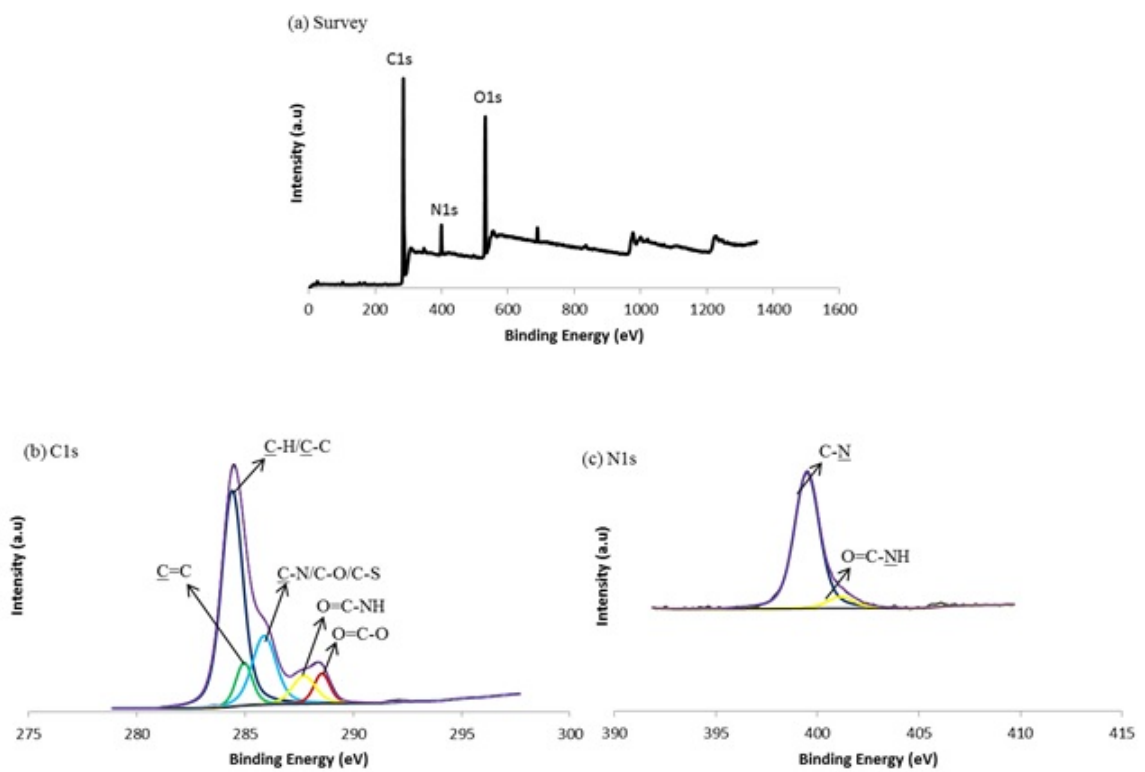 (a) Survey
C1s
O1s
N1s
Intensity (a.u)
0 200 400 600 800 1000 1200 1400 1600
Binding Energy (eV)
(b) C1s
C-H/C-C
C=C
C-N/C-O/C-S
O=C-NH
O=C-O
Intensity (a.u)
275 280 285 290 295 300
Binding Energy (eV)
(c) N1s
C-N
O=C-NH
Intensity (a.u)
390 395 400 405 410 415
Binding Energy (eV)